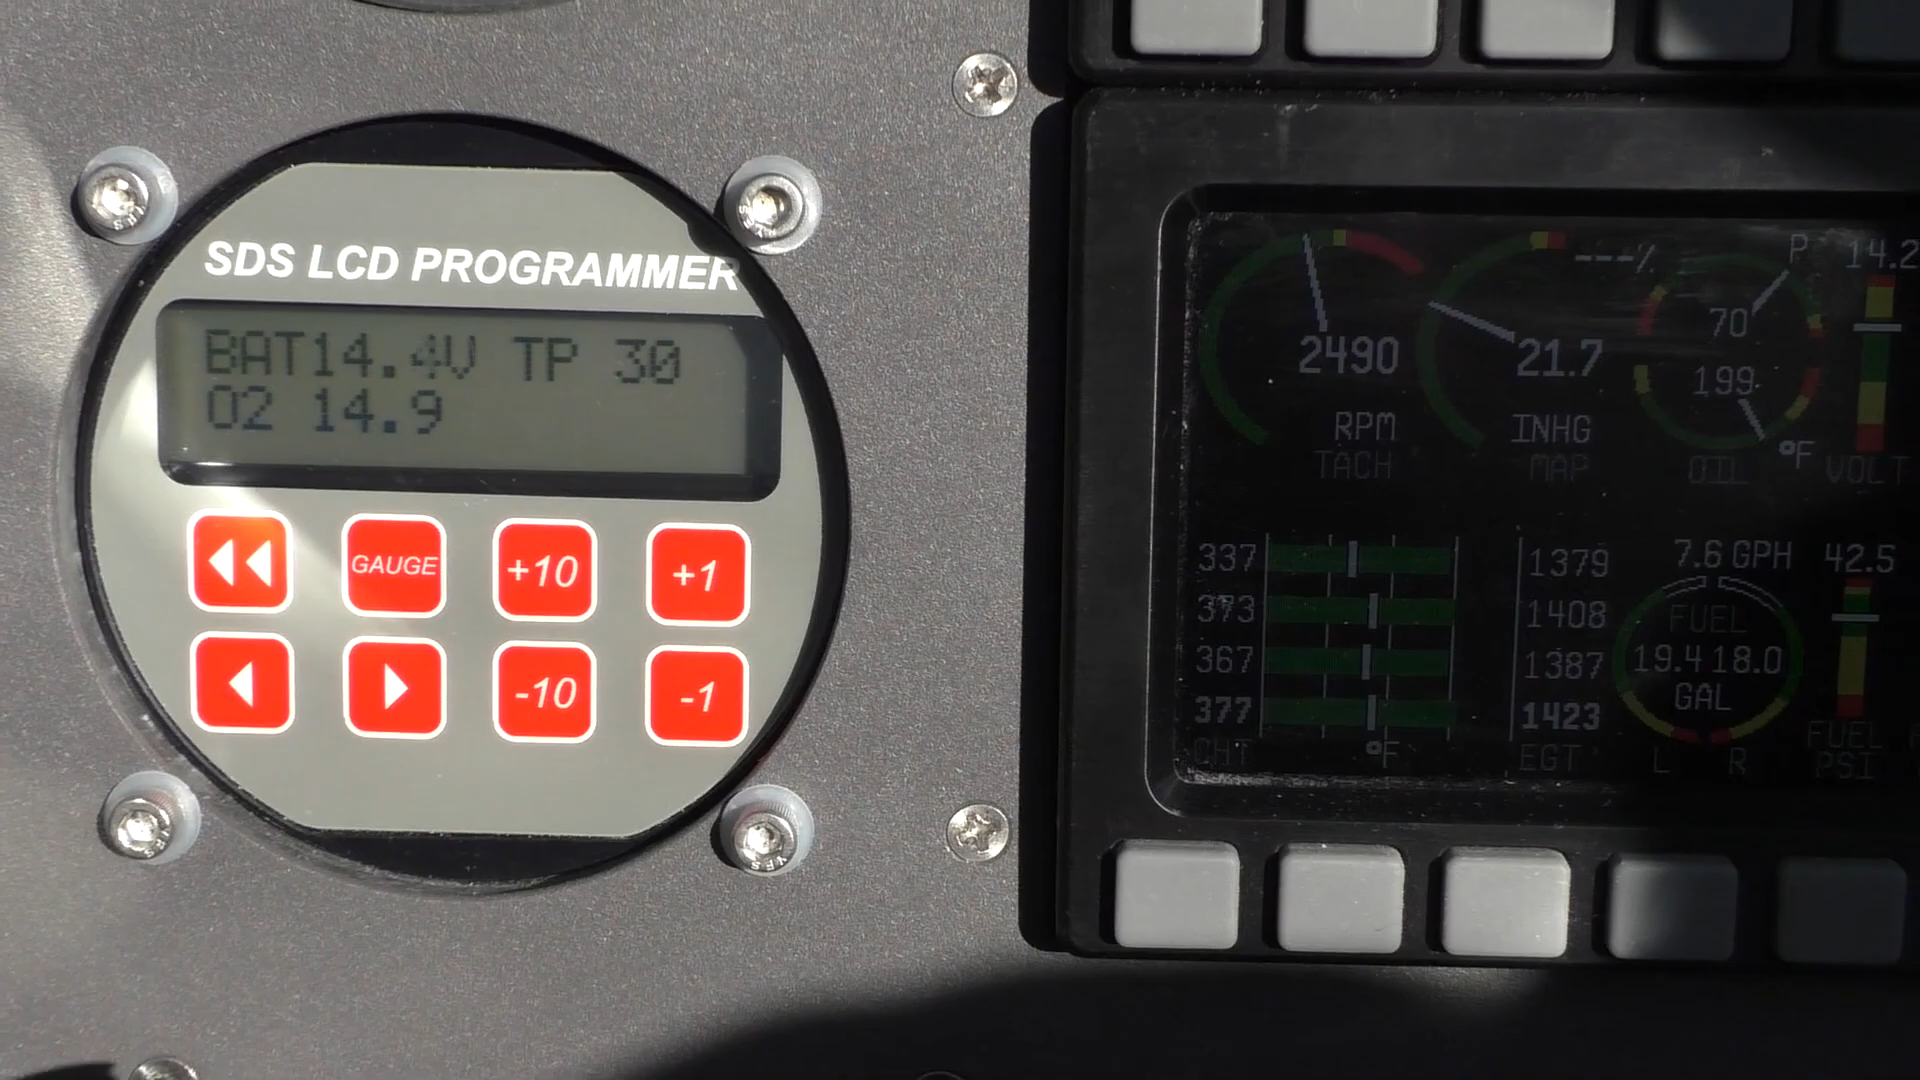 SDS LCD PROGRAMMER
BAT14.4V TP 30
O2 14.9
GAUGE +10 +1
-10 -1
---% P 14.2
70
2490 21.7 199
RPM INHG °F
TACH MAP OIL VOLT
337 1379 7.6 GPH 42.5
373 1408 FUEL
367 1387 19.4 18.0
377 1423 GAL
CHT °F EGT L R FUEL
PSI